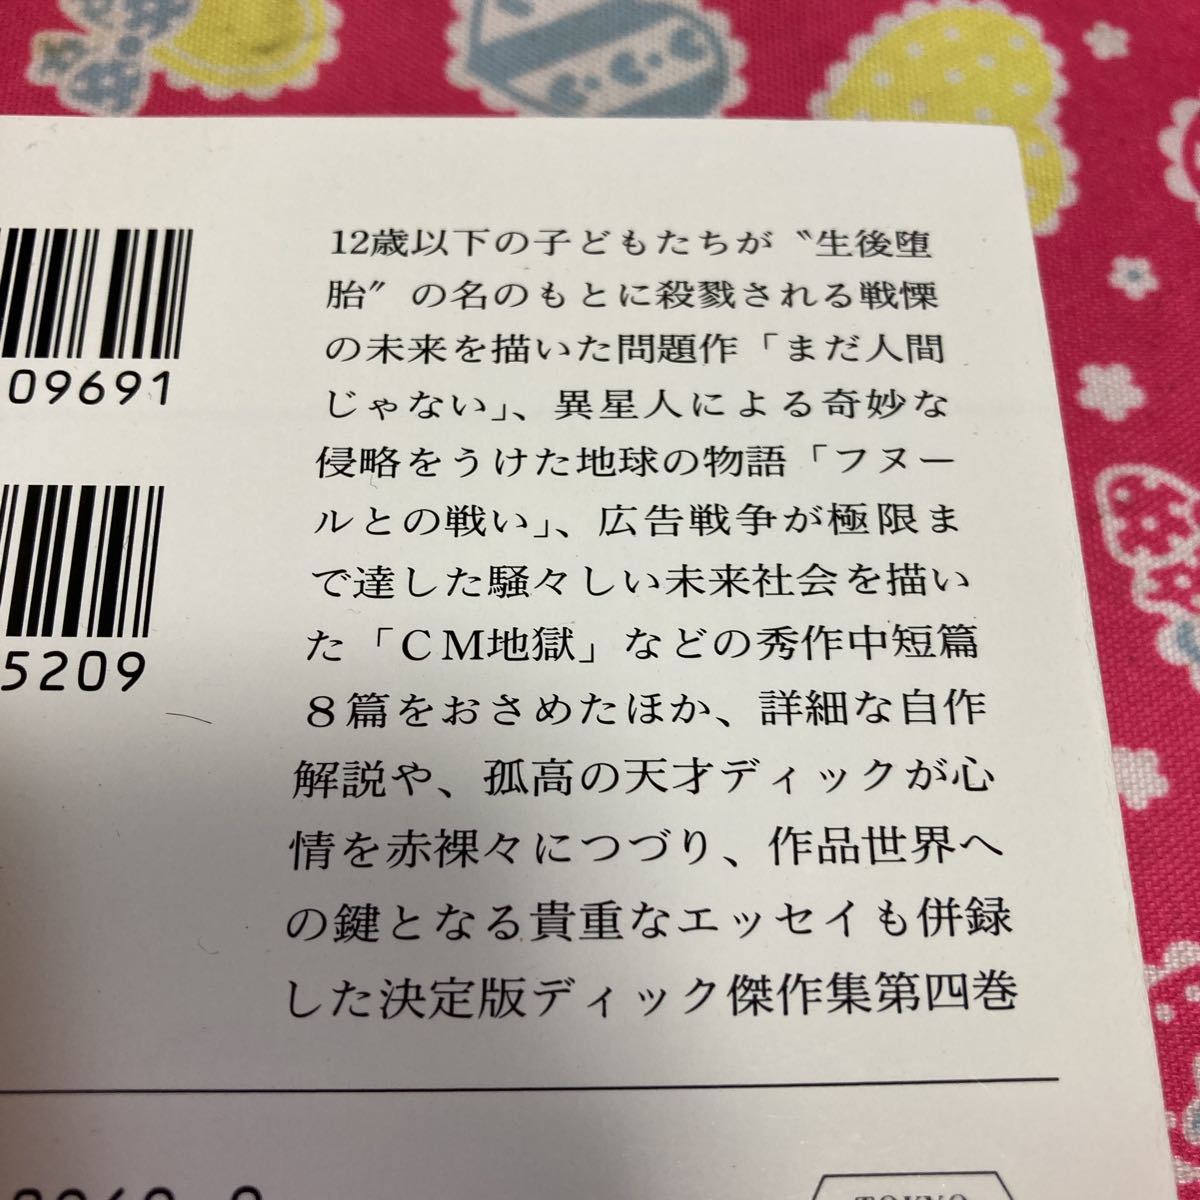 12歳以下の子どもたちが〝生後堕
胎〟の名のもとに殺戮される戦慄
の未来を描いた問題作「まだ人間
じゃない」、異星人による奇妙な
侵略をうけた地球の物語「フヌー
ルとの戦い」、広告戦争が極限ま
で達した騒々しい未来社会を描い
た「ＣＭ地獄」などの秀作中短篇
８篇をおさめたほか、詳細な自作
解説や、孤高の天才ディックが心
情を赤裸々につづり、作品世界へ
の鍵となる貴重なエッセイも併録
した決定版ディック傑作集第四巻
09691
5209